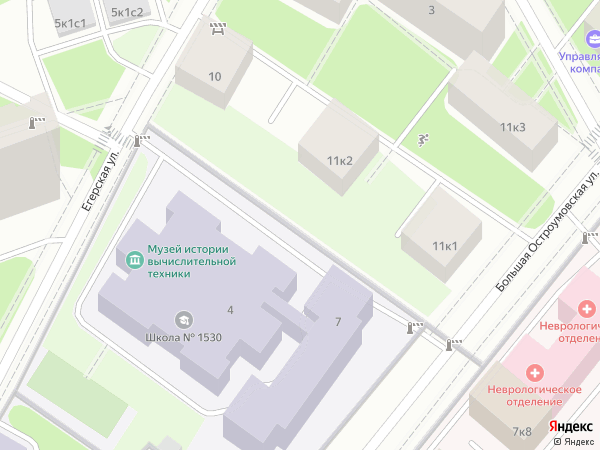 5к1с2
5к1с1
3
Управля
компа
10
11к3
11к2
Егерская ул.
Большая Остроумовская ул.
11к1
Музей истории
вычислительной
техники
4
7
Школа № 1530
Неврологиче
отделени
Неврологическое
отделение
7к8
Яндекс
© Яндекс